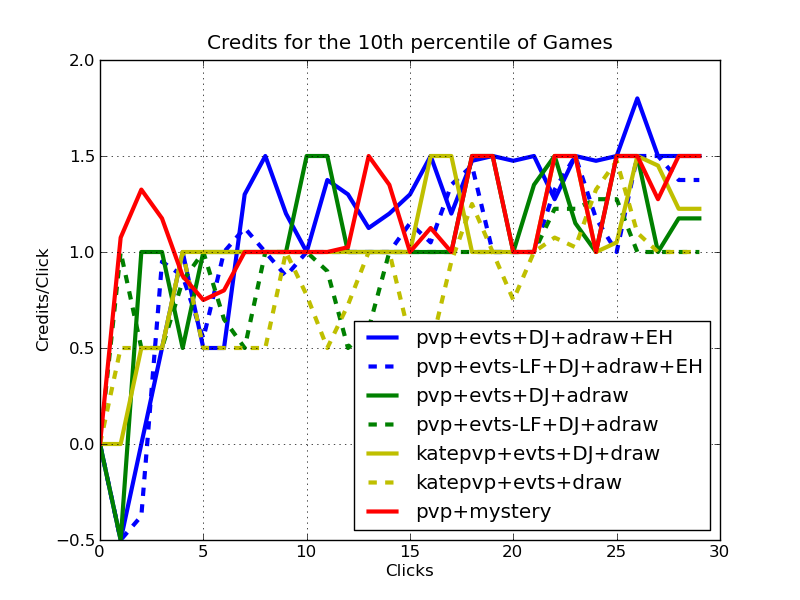 Credits for the 10th percentile of Games
2.0
1.5
1.0
0.5
0.0
−0.5
Credits/Click
pvp+evts+DJ+adraw+EH
pvp+evts-LF+DJ+adraw+EH
pvp+evts+DJ+adraw
pvp+evts-LF+DJ+adraw
katepvp+evts+DJ+draw
katepvp+evts+draw
pvp+mystery
0 5 10 15 20 25 30
Clicks